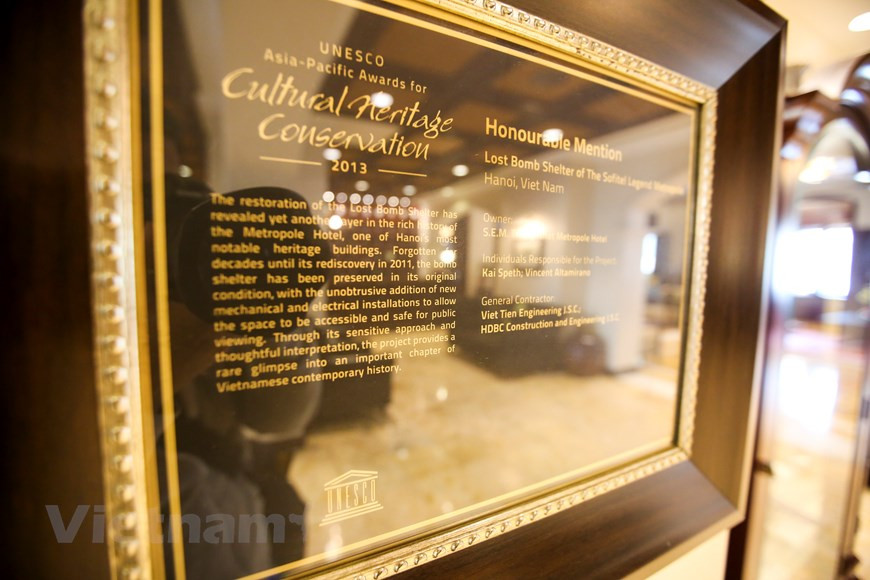 UNESCO
Asia-Pacific Awards for
Cultural Heritage
Conservation
2013
The restoration of the Lost Bomb Shelter has
revealed yet another layer in the rich history of
the Metropole Hotel, one of Hanoi's most
notable heritage buildings. Forgotten for
decades until its rediscovery in 2011, the bomb
shelter has been preserved in its original
condition, with the unobtrusive addition of new
mechanical and electrical installations to allow
the space to be accessible and safe for public
viewing. Through its sensitive approach and
thoughtful interpretation, the project provides a
rare glimpse into an important chapter of
Vietnamese contemporary history.
Honourable Mention
Lost Bomb Shelter of The Sofitel Legend Metropole
Hanoi, Viet Nam
Owner:
Metropole Hotel
Individuals Responsible for the Project:
Kai Speth; Vincent Altamirano
General Contractor:
Viet Tien Engineering J.S.C.;
HDBC Construction and Engineering J.S.C.
UNESCO
Vietnam+